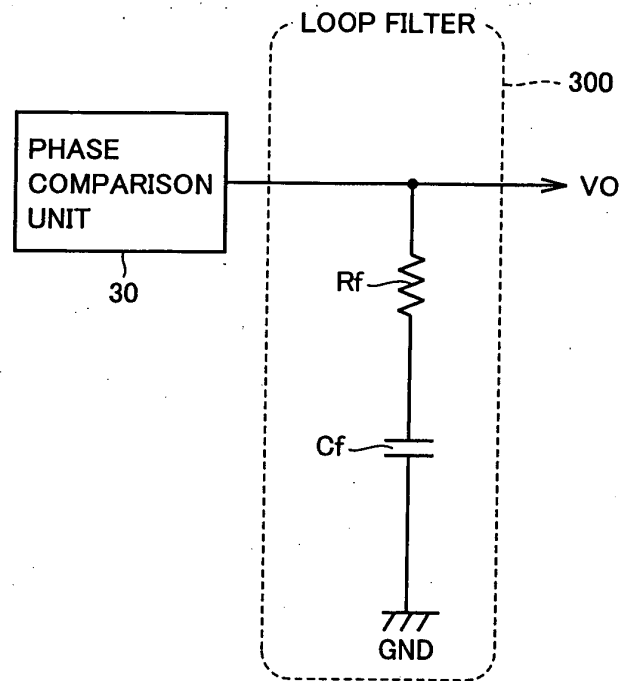 LOOP FILTER
300
PHASE
COMPARISON
UNIT
VO
30
Rf
Cf
GND